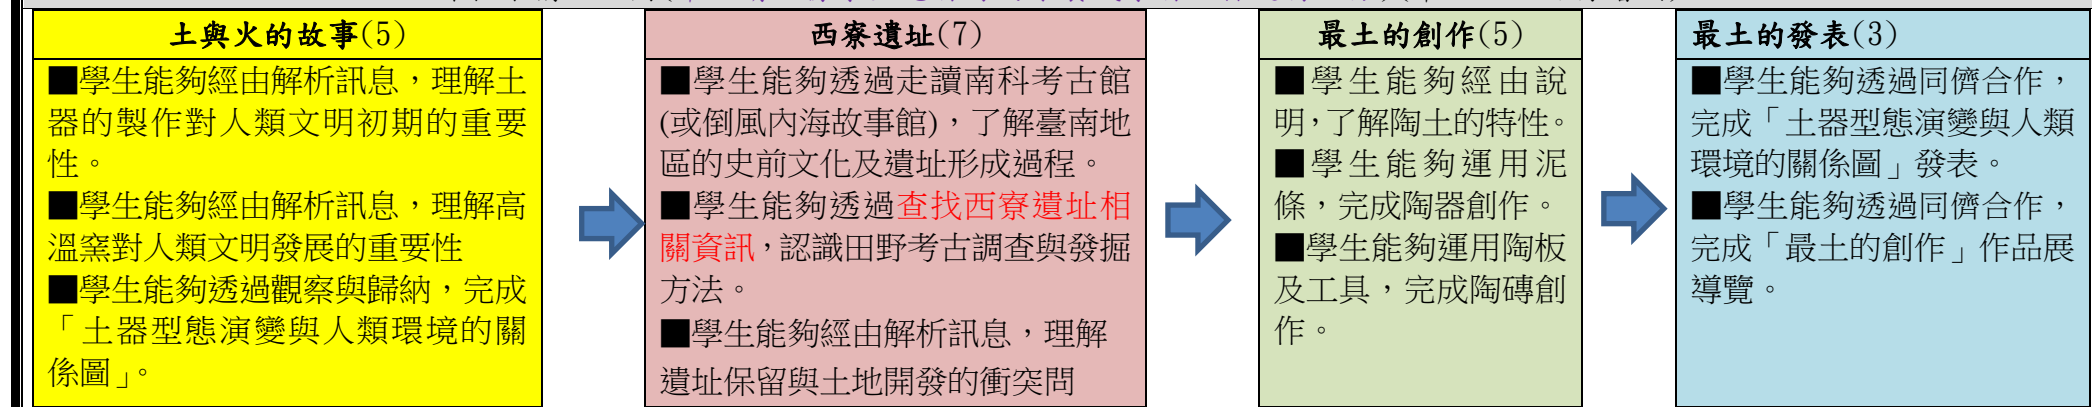 土與火的故事(5)
■學生能夠經由解析訊息，理解土
器的製作對人類文明初期的重要
性。
■學生能夠經由解析訊息，理解高
溫窯對人類文明發展的重要性
■學生能夠透過觀察與歸納，完成
「土器型態演變與人類環境的關
係圖」。
西寮遺址(7)
■學生能夠透過走讀南科考古館
(或倒風內海故事館)，了解臺南地
區的史前文化及遺址形成過程。
■學生能夠透過查找西寮遺址相
關資訊，認識田野考古調查與發掘
方法。
■學生能夠經由解析訊息，理解
遺址保留與土地開發的衝突問
最土的創作(5)
■學生能夠經由說
明，了解陶土的特性。
■學生能夠運用泥
條，完成陶器創作。
■學生能夠運用陶板
及工具，完成陶磚創
作。
最土的發表(3)
■學生能夠透過同儕合作，
完成「土器型態演變與人類
環境的關係圖」發表。
■學生能夠透過同儕合作，
完成「最土的創作」作品展
導覽。